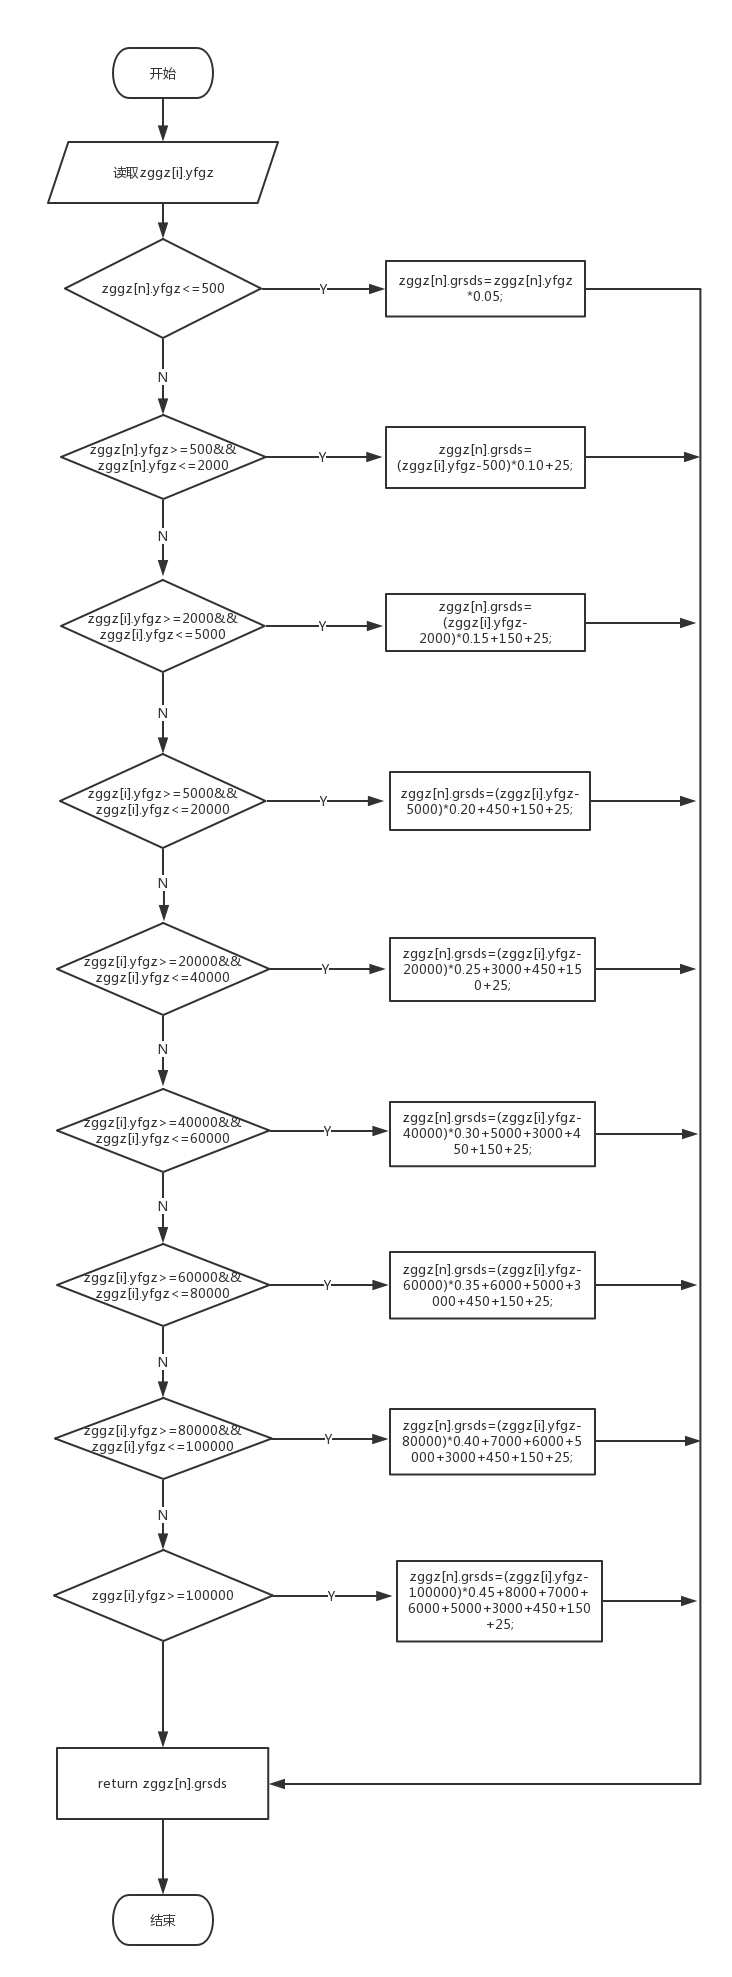 开始
读取zggz[i].yfgz
zggz[n].yfgz<=500
Y
zggz[n].grsds=zggz[n].yfgz
*0.05;
N
zggz[n].yfgz>=500&&
zggz[n].yfgz<=2000
Y
zggz[n].grsds=
(zggz[i].yfgz-500)*0.10+25;
N
zggz[i].yfgz>=2000&&
zggz[i].yfgz<=5000
Y
zggz[n].grsds=
(zggz[i].yfgz-
2000)*0.15+150+25;
N
zggz[i].yfgz>=5000&&
zggz[i].yfgz<=20000
Y
zggz[n].grsds=(zggz[i].yfgz-
5000)*0.20+450+150+25;
N
zggz[i].yfgz>=20000&&
zggz[i].yfgz<=40000
Y
zggz[n].grsds=(zggz[i].yfgz-
20000)*0.25+3000+450+15
0+25;
N
zggz[i].yfgz>=40000&&
zggz[i].yfgz<=60000
Y
zggz[n].grsds=(zggz[i].yfgz-
40000)*0.30+5000+3000+4
50+150+25;
N
zggz[i].yfgz>=60000&&
zggz[i].yfgz<=80000
Y
zggz[n].grsds=(zggz[i].yfgz-
60000)*0.35+6000+5000+3
000+450+150+25;
N
zggz[i].yfgz>=80000&&
zggz[i].yfgz<=100000
Y
zggz[n].grsds=(zggz[i].yfgz-
80000)*0.40+7000+6000+5
000+3000+450+150+25;
N
zggz[i].yfgz>=100000
Y
zggz[n].grsds=(zggz[i].yfgz-
100000)*0.45+8000+7000+
6000+5000+3000+450+150
+25;
return zggz[n].grsds
结束